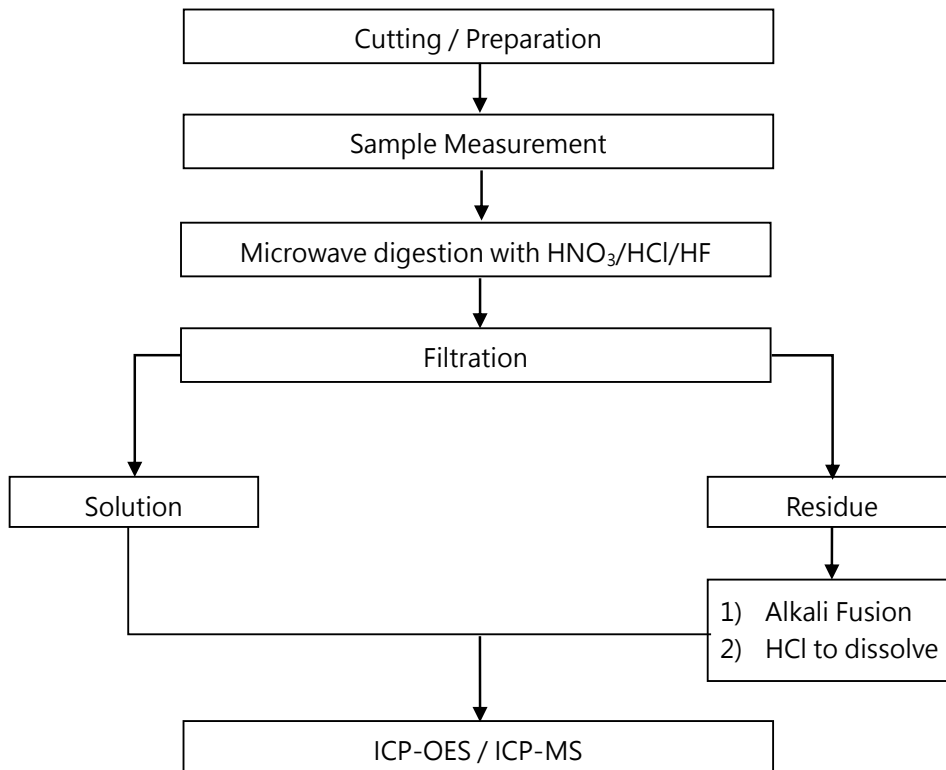 Cutting / Preparation
Sample Measurement
Microwave digestion with HNO₃/HCl/HF
Filtration
Solution
Residue
1) Alkali Fusion
2) HCl to dissolve
ICP-OES / ICP-MS